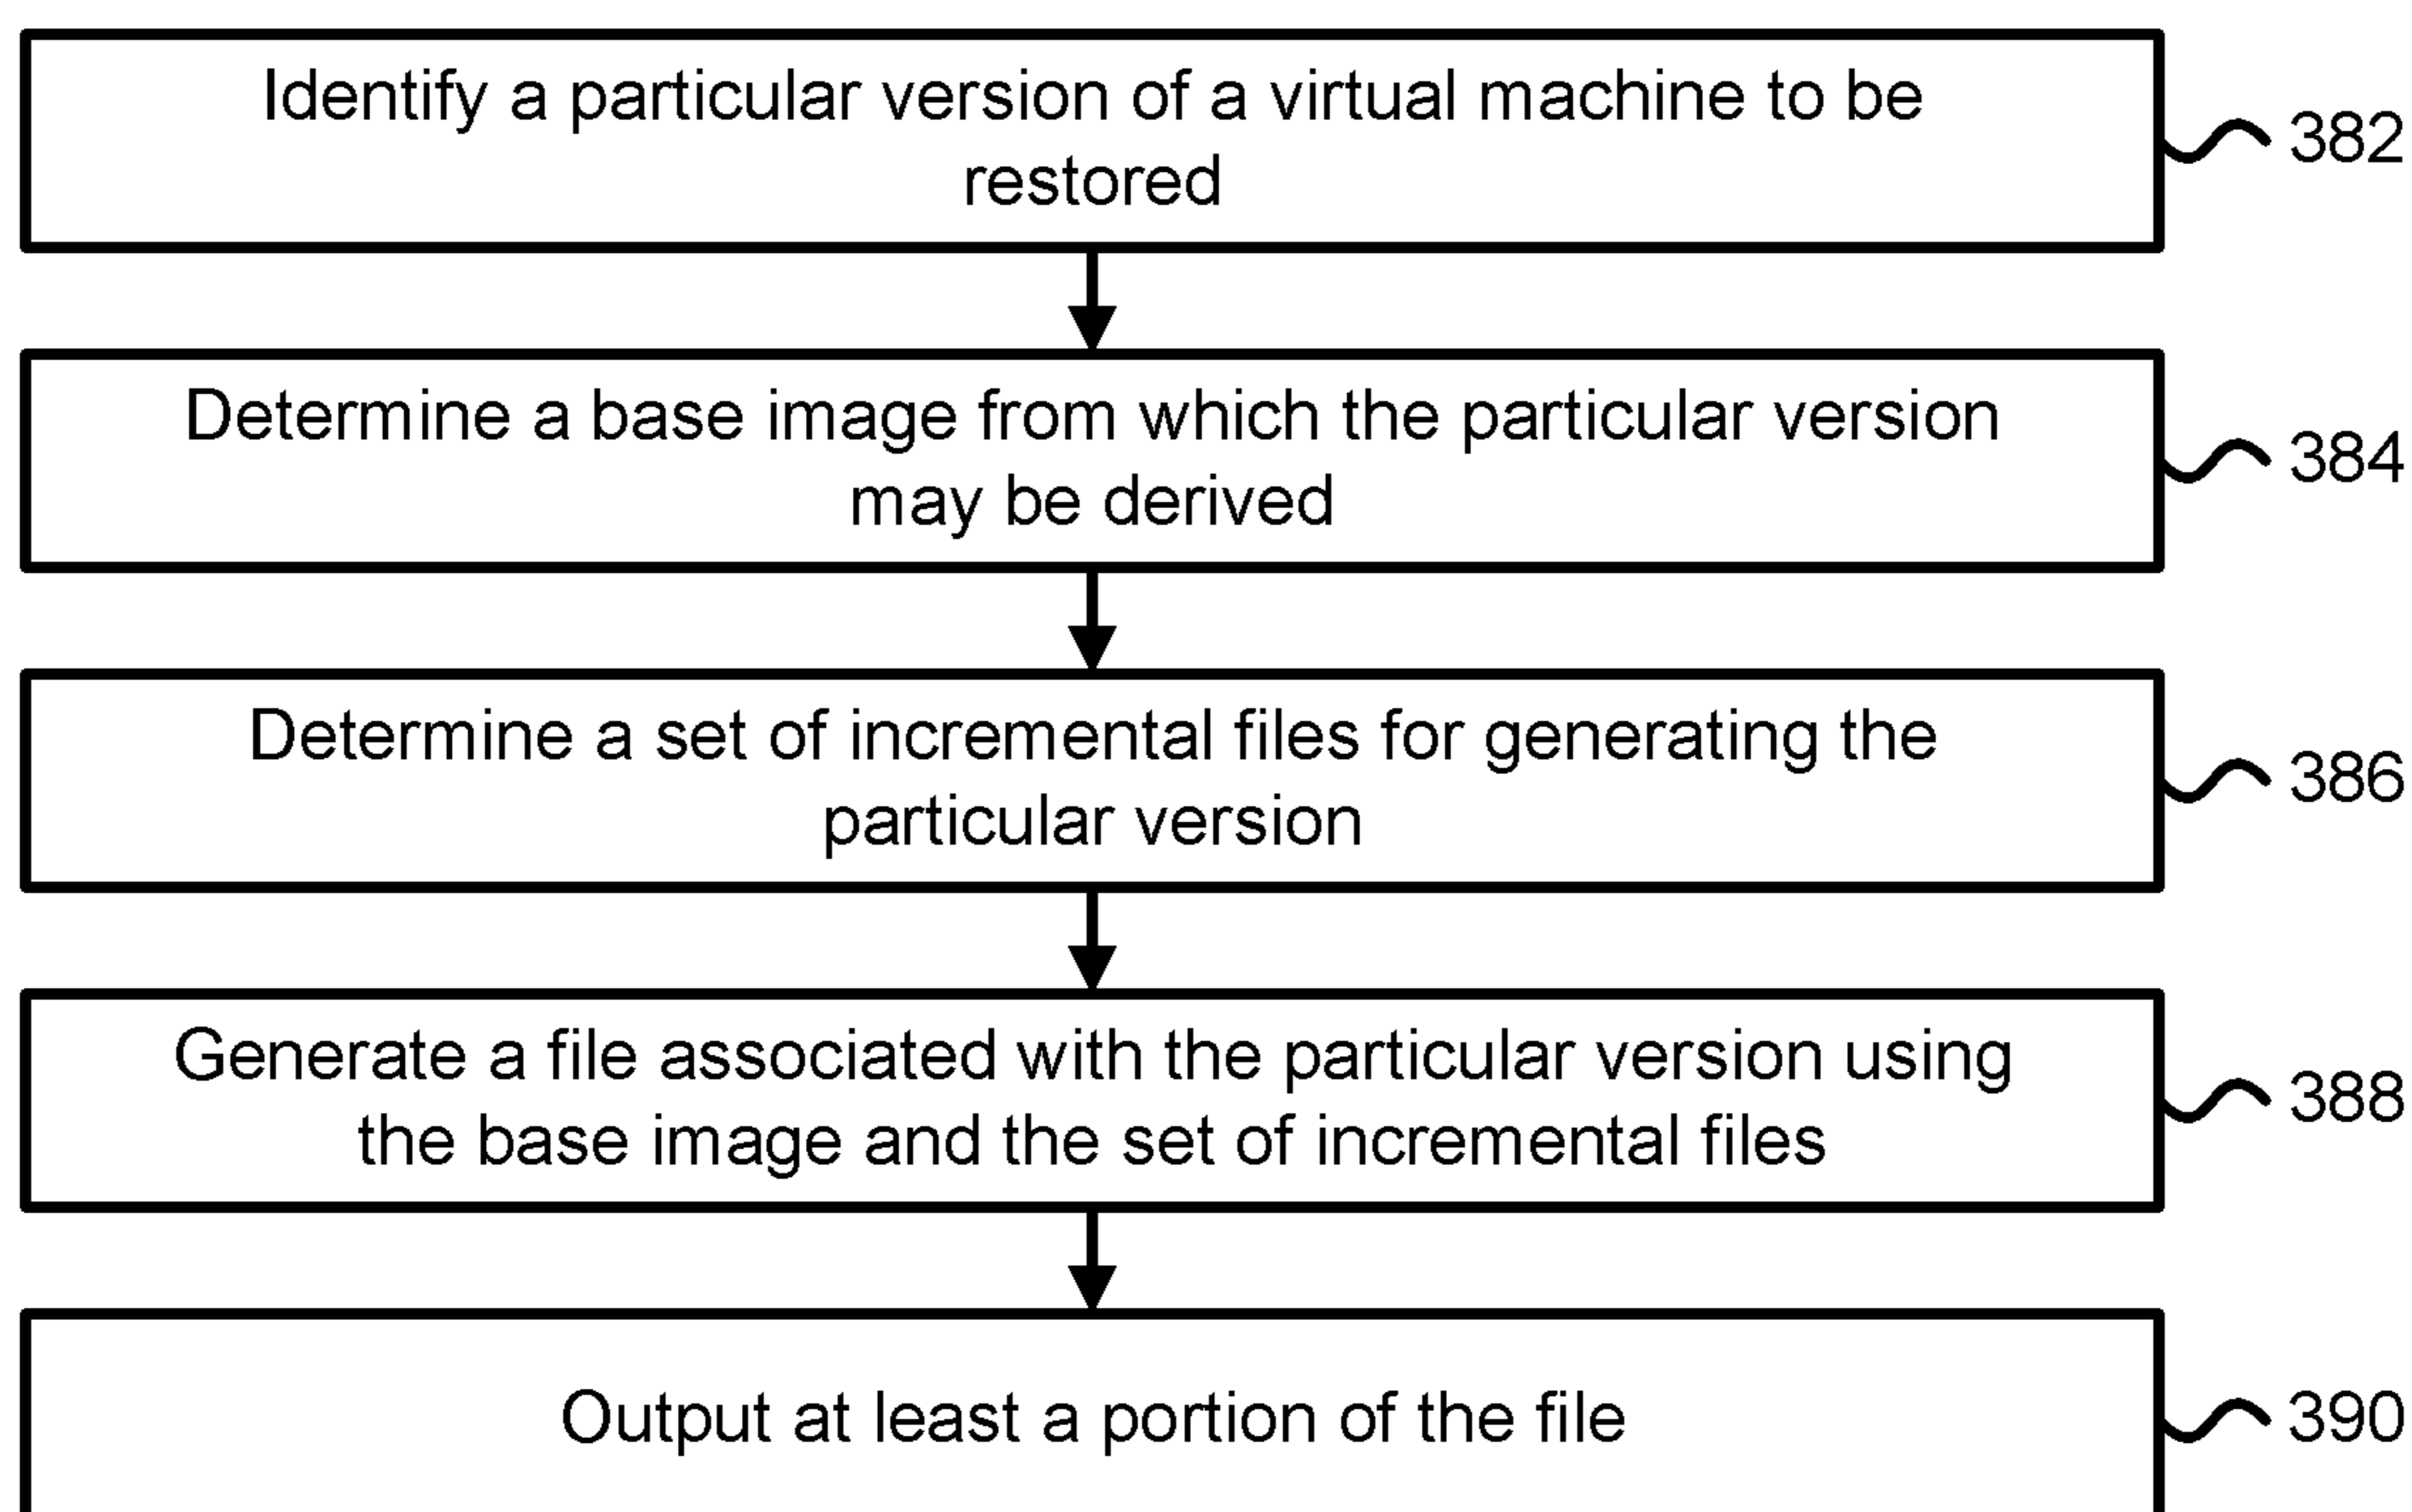 Identify a particular version of a virtual machine to be
restored
382
Determine a base image from which the particular version
may be derived
384
Determine a set of incremental files for generating the
particular version
386
Generate a file associated with the particular version using
the base image and the set of incremental files
388
Output at least a portion of the file
390